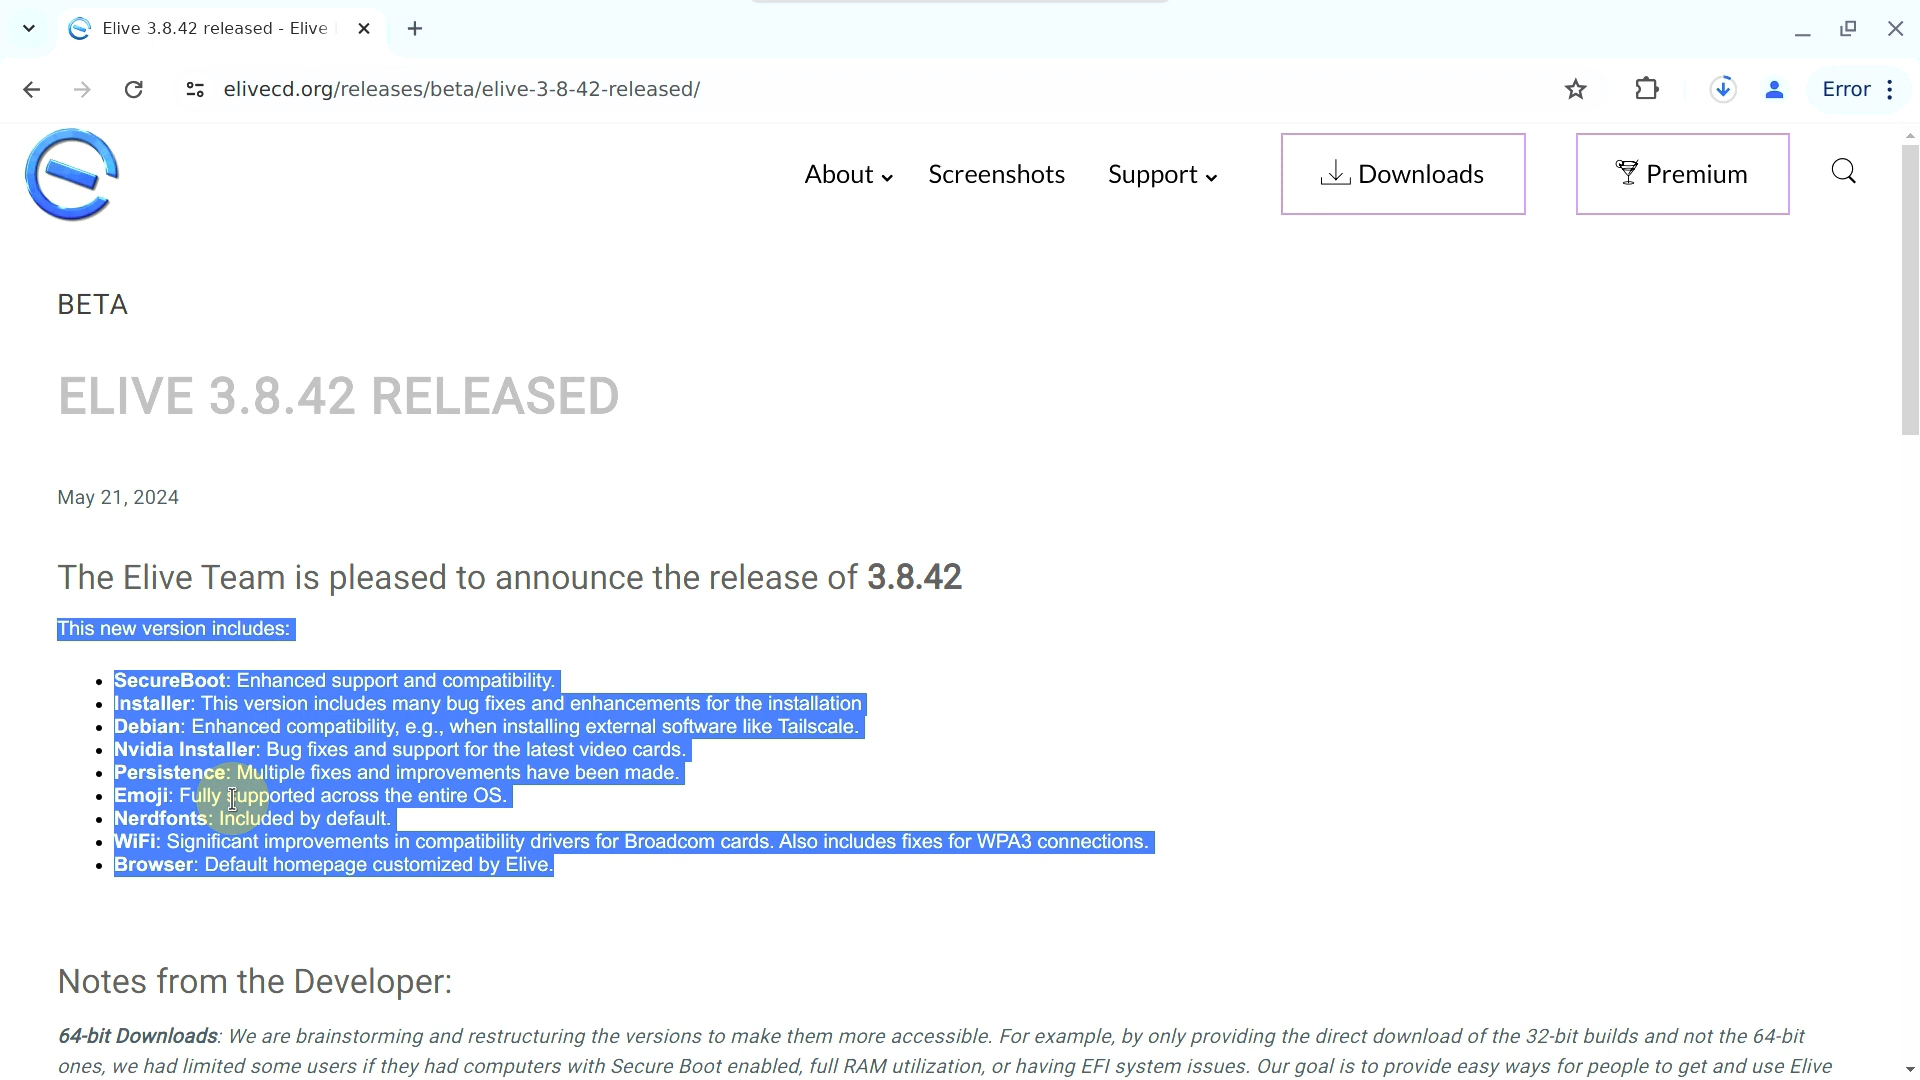 Elive 3.8.42 released - Elive
elivecd.org/releases/beta/elive-3-8-42-released/
Error
About
Screenshots
Support
Downloads
Premium
BETA
ELIVE 3.8.42 RELEASED
May 21, 2024
The Elive Team is pleased to announce the release of 3.8.42
This new version includes:
SecureBoot: Enhanced support and compatibility.
Installer: This version includes many bug fixes and enhancements for the installation
Debian: Enhanced compatibility, e.g., when installing external software like Tailscale.
Nvidia Installer: Bug fixes and support for the latest video cards.
Persistence: Multiple fixes and improvements have been made.
Emoji: Fully supported across the entire OS.
Nerdfonts: Included by default.
WiFi: Significant improvements in compatibility drivers for Broadcom cards. Also includes fixes for WPA3 connections.
Browser: Default homepage customized by Elive.
Notes from the Developer:
64-bit Downloads: We are brainstorming and restructuring the versions to make them more accessible. For example, by only providing the direct download of the 32-bit builds and not the 64-bit
ones, we had limited some users if they had computers with Secure Boot enabled, full RAM utilization, or having EFI system issues. Our goal is to provide easy ways for people to get and use Elive